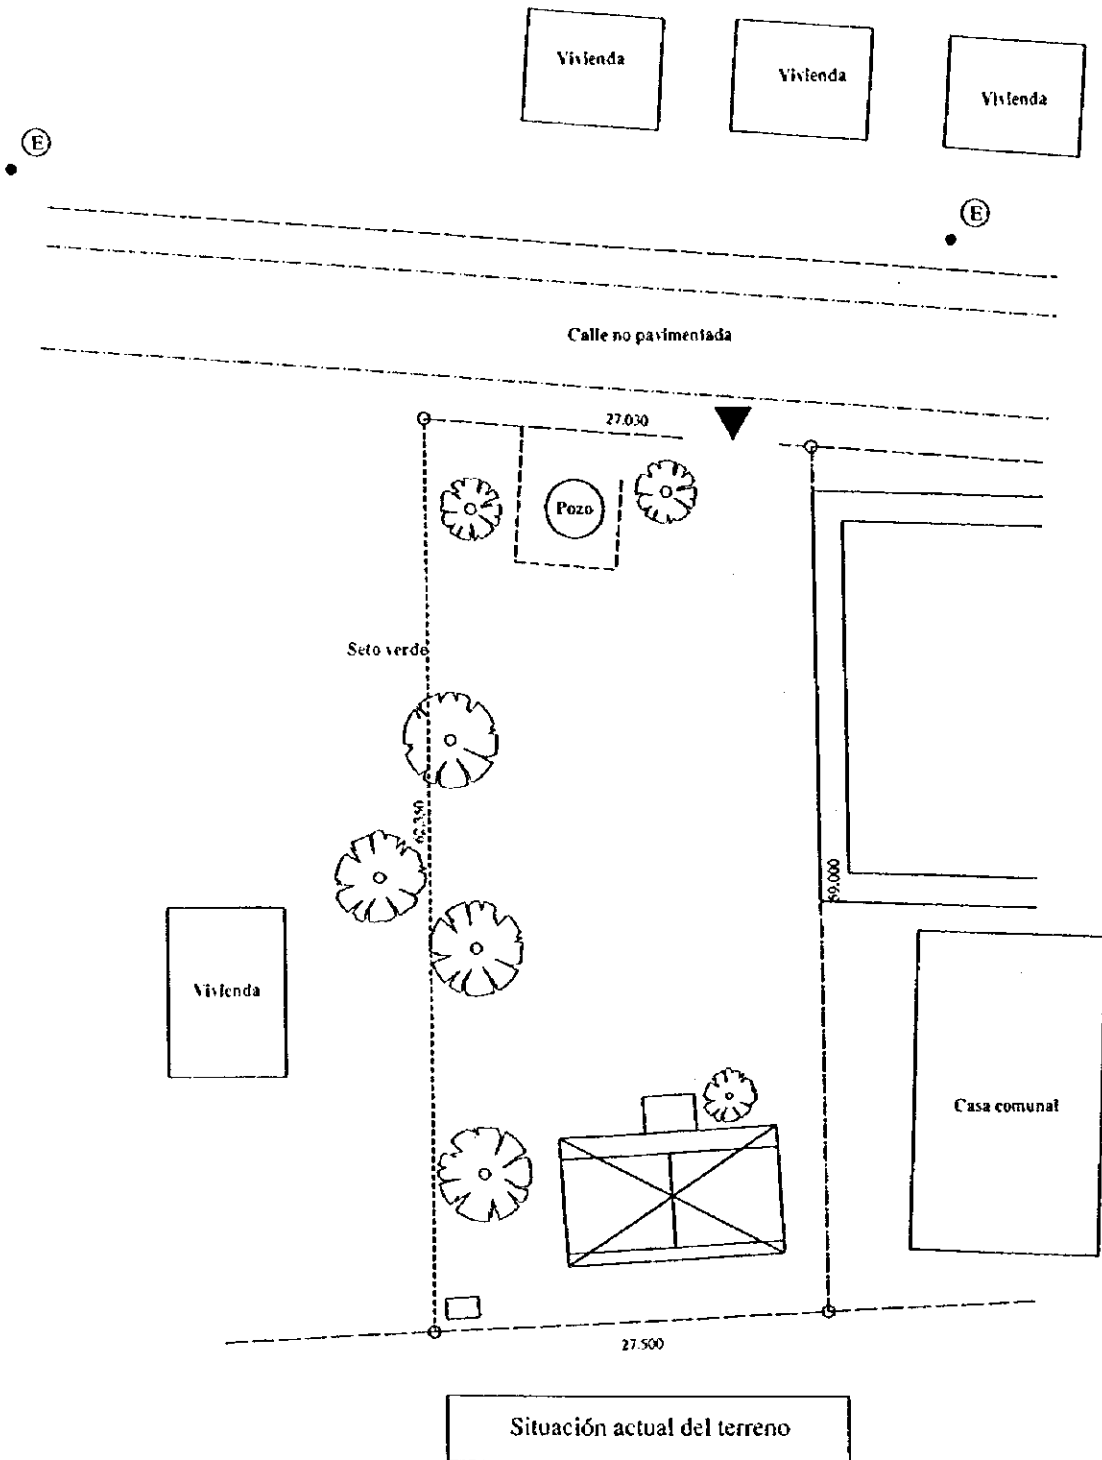 Vivienda
Vivienda
Vivienda
E
E
Calle no pavimentada
27.030
Pozo
Seto verde
62.350
59.000
Vivienda
Casa comunal
27.500
Situación actual del terreno